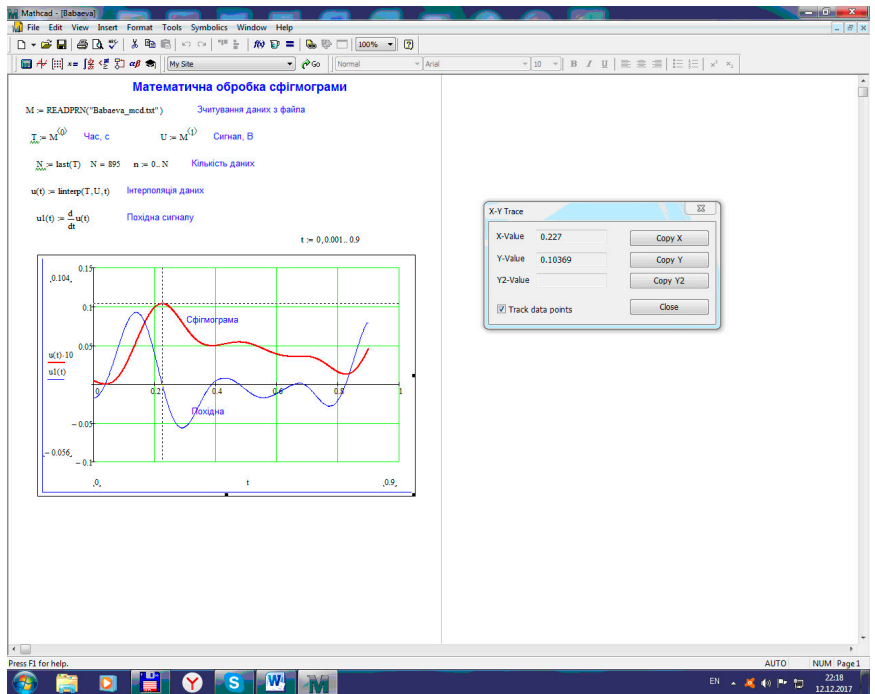 Mathcad - [Babaeva]
File Edit View Insert Format Tools Symbolics Window Help
100%
My Site Go Normal Arial 10 B I U
Математична обробка сфігмограми
M := READPRN("Babaeva_mcd.txt") Зчитування даних з файла
T := M^⟨0⟩ Час, с U := M^⟨1⟩ Сигнал, В
N := last(T) N = 895 n := 0.. N Кількість даних
u(t) := linterp(T,U,t) Інтерполяція даних
u1(t) := d/dt u(t) Похідна сигналу
t := 0,0.001.. 0.9
X-Y Trace
X-Value 0.227 Copy X
Y-Value 0.10369 Copy Y
Y2-Value Copy Y2
Track data points Close
0.15
0.104
0.1
Сфігмограма
0.05
u(t)·10
u1(t)
0 0.2 0.4 0.6 0.8 1
Похідна
-0.05
-0.056
-0.1
0 t 0.9
Press F1 for help. AUTO NUM Page 1
EN 22:18
12.12.2017